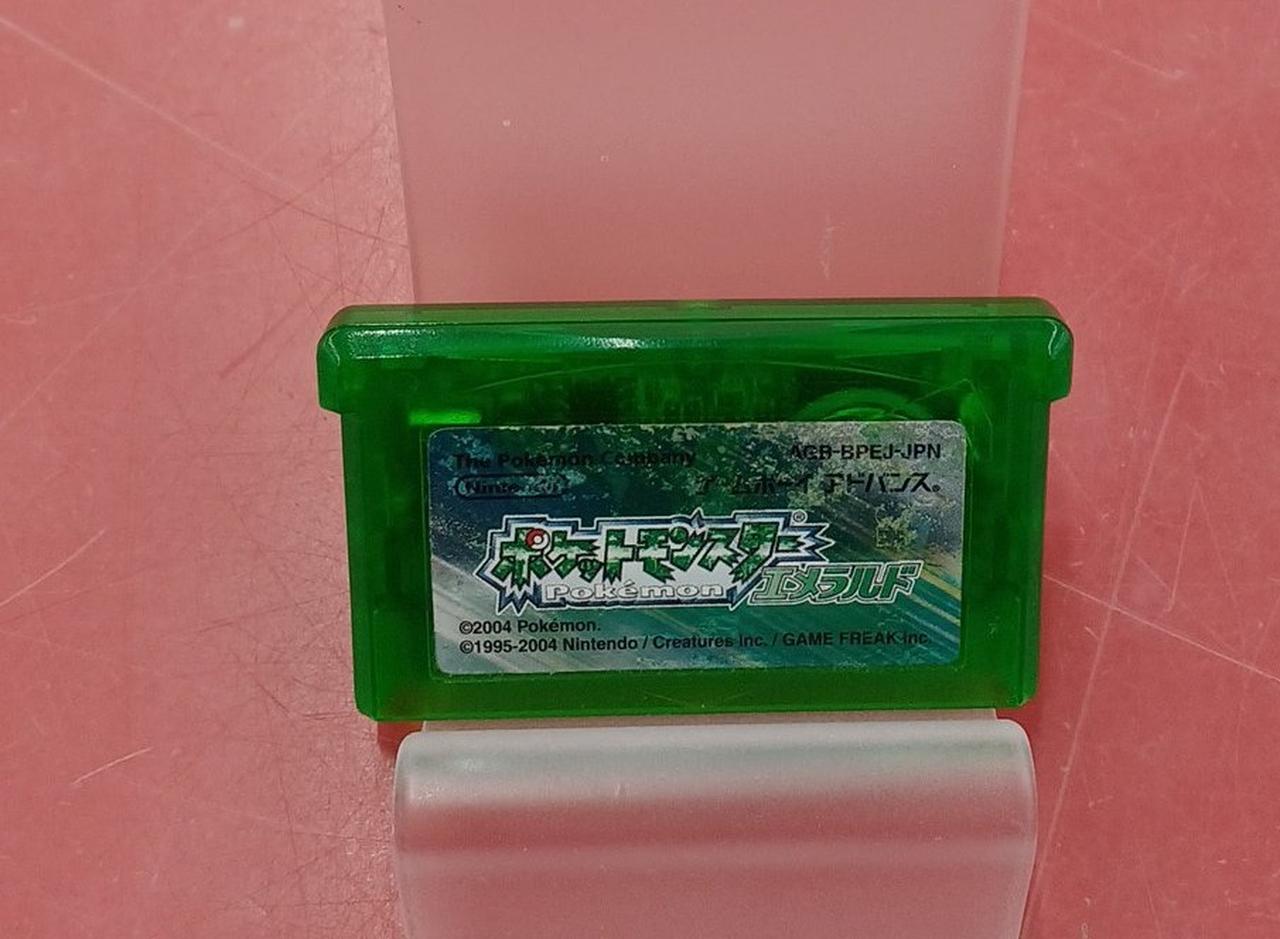 The Pokémon Company
AGB-BPEJ-JPN
Nintendo
ゲームボーイ アドバンス®
ポケットモンスター®
Pokémon
エメラルド
©2004 Pokémon.
©1995-2004 Nintendo / Creatures Inc. / GAME FREAK inc.